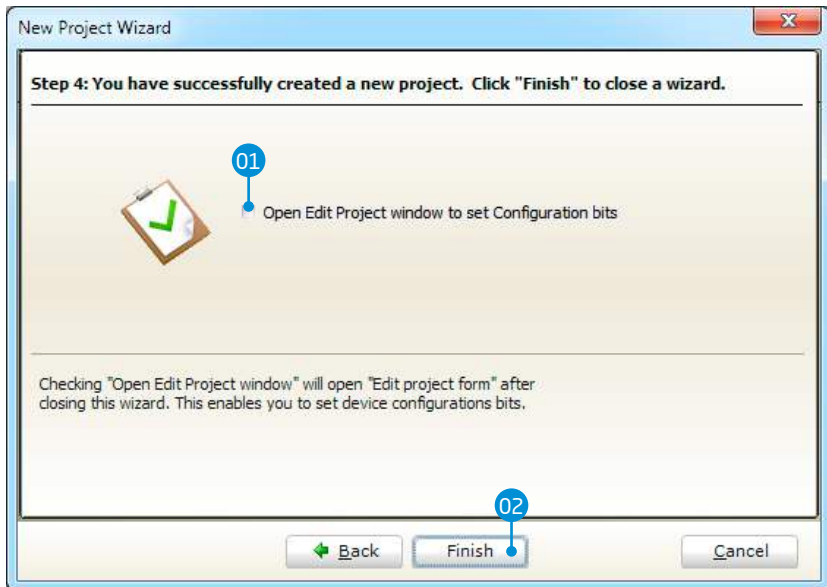 New Project Wizard
Step 4: You have successfully created a new project. Click "Finish" to close a wizard.
01
Open Edit Project window to set Configuration bits
Checking "Open Edit Project window" will open "Edit project form" after
closing this wizard. This enables you to set device configurations bits.
02
Back Finish Cancel